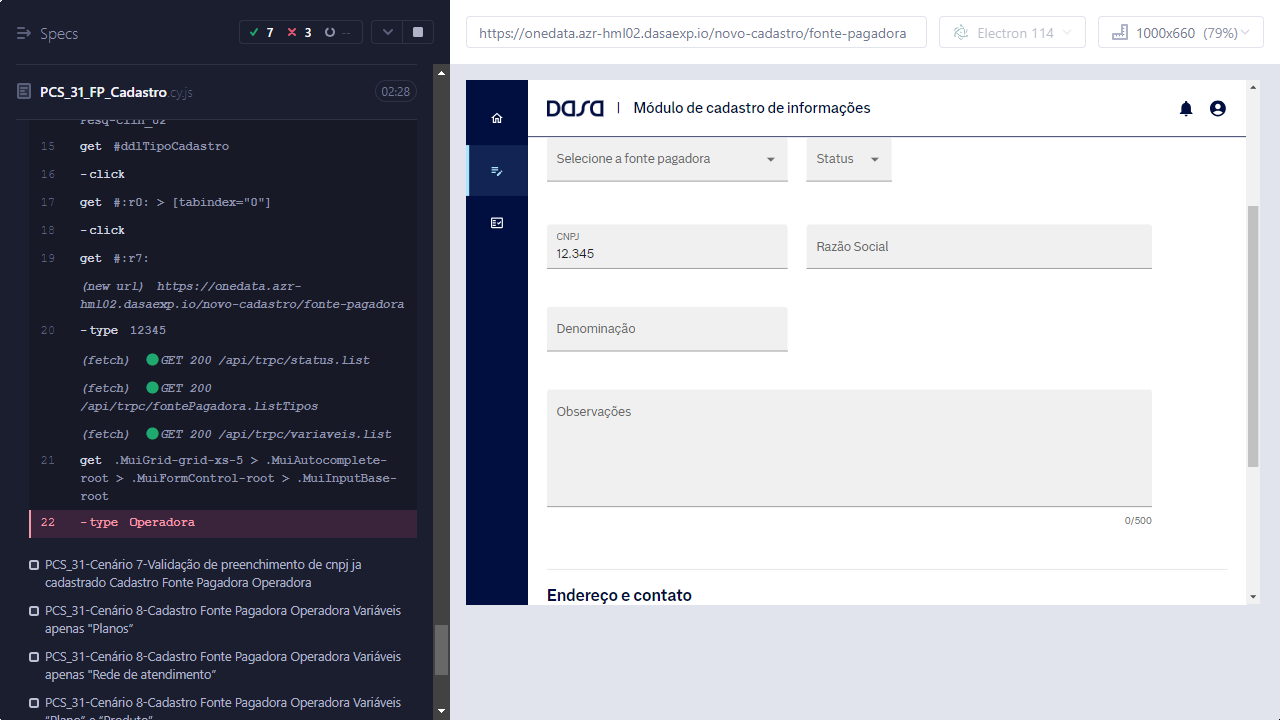 Specs
7
3
--
PCS_31_FP_Cadastro.cy.js
02:28
pesq-clin_02
15 get #ddlTipoCadastro
16 -click
17 get #:r0: > [tabindex="0"]
18 -click
19 get #:r7:
(new url) https://onedata.azr-
hml02.dasaexp.io/novo-cadastro/fonte-pagadora
20 -type 12345
(fetch) GET 200 /api/trpc/status.list
(fetch) GET 200
/api/trpc/fontePagadora.listTipos
(fetch) GET 200 /api/trpc/variaveis.list
21 get .MuiGrid-grid-xs-5 > .MuiAutocomplete-
root > .MuiFormControl-root > .MuiInputBase-
root
22 -type Operadora
PCS_31-Cenário 7-Validação de preenchimento de cnpj ja
cadastrado Cadastro Fonte Pagadora Operadora
PCS_31-Cenário 8-Cadastro Fonte Pagadora Operadora Variáveis
apenas "Planos”
PCS_31-Cenário 8-Cadastro Fonte Pagadora Operadora Variáveis
apenas "Rede de atendimento”
PCS_31-Cenário 8-Cadastro Fonte Pagadora Operadora Variáveis
“Plano” e “Produto”
https://onedata.azr-hml02.dasaexp.io/novo-cadastro/fonte-pagadora
Electron 114
1000x660 (79%)
DASA | Módulo de cadastro de informações
Selecione a fonte pagadora
Status
CNPJ
12.345
Razão Social
Denominação
Observações
0/500
Endereço e contato